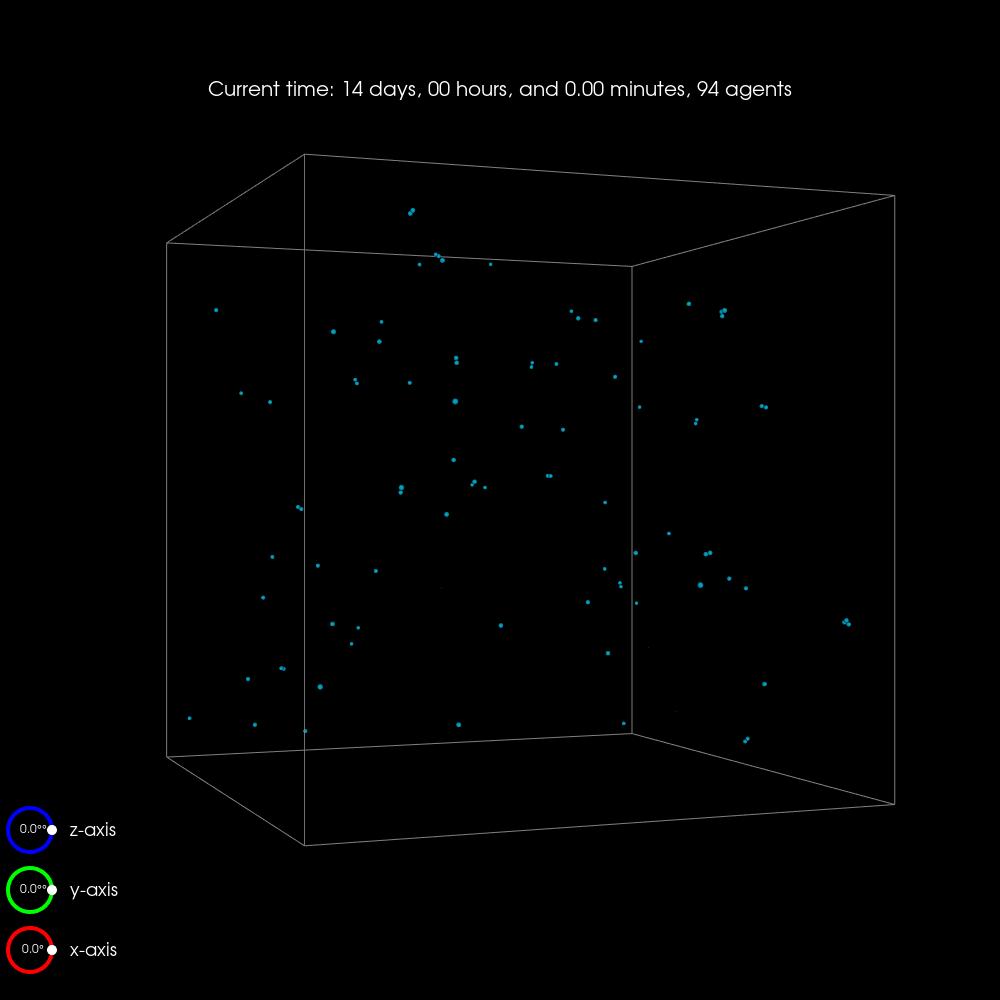 Current time: 14 days, 00 hours, and 0.00 minutes, 94 agents
0.0°° z-axis
0.0°° y-axis
0.0° x-axis